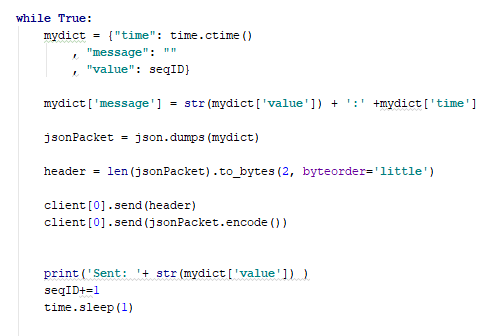 while True:
    mydict = {"time": time.ctime()
        , "message": ""
        , "value": seqID}
    mydict['message'] = str(mydict['value']) + ':' +mydict['time']
    jsonPacket = json.dumps(mydict)
    header = len(jsonPacket).to_bytes(2, byteorder='little')
    client[0].send(header)
    client[0].send(jsonPacket.encode())
    print('Sent: '+ str(mydict['value']) )
    seqID+=1
    time.sleep(1)